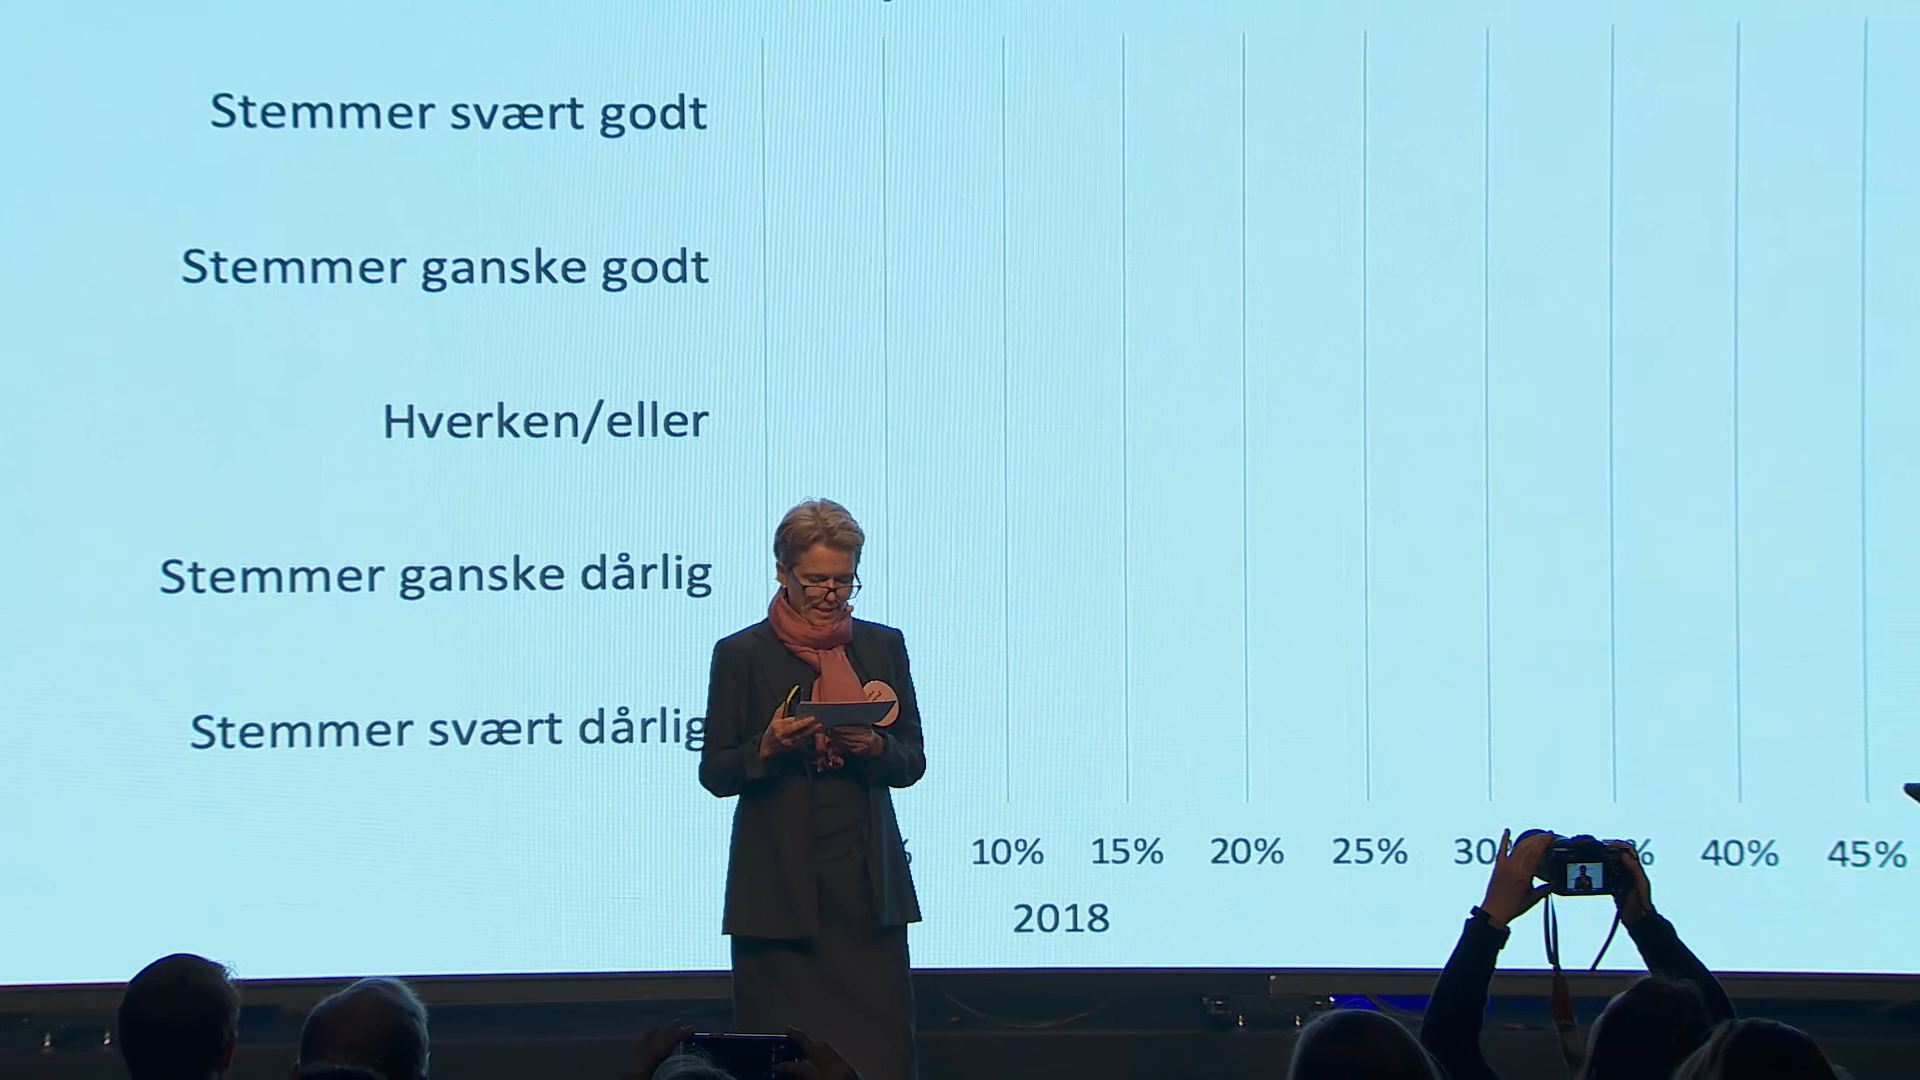 Stemmer svært godt
Stemmer ganske godt
Hverken/eller
Stemmer ganske dårlig
Stemmer svært dårlig
10% 15% 20% 25% 40% 45%
2018